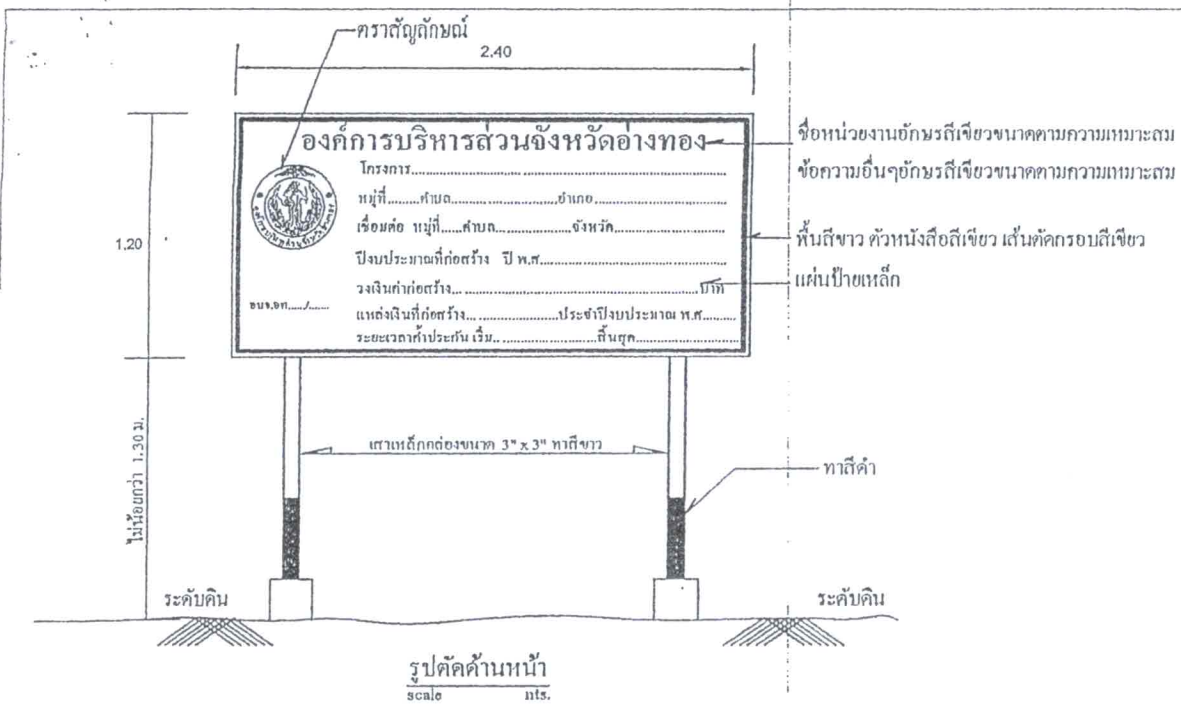 ตราสัญลักษณ์
2.40
องค์การบริหารส่วนจังหวัดอ่างทอง
ชื่อหน่วยงานอักษรสีเขียวขนาดตามความเหมาะสม
โครงการ................................................
ข้อความอื่นๆอักษรสีเขียวขนาดตามความเหมาะสม
หมู่ที่.........ตำบล.........................อำเภอ..............................
เชื่อมต่อ หมู่ที่......ตำบล.................จังหวัด.........................
1.20
พื้นสีขาว ตัวหนังสือสีเขียว เส้นตัดกรอบสีเขียว
ปีงบประมาณที่ก่อสร้าง ปี พ.ศ.........................................
แผ่นป้ายเหล็ก
วงเงินค่าก่อสร้าง.......................................................บาท
อบจ.อท...../......
แหล่งเงินที่ก่อสร้าง.......................ประจำปีงบประมาณ พ.ศ.........
ระยะเวลาค้ำประกัน เริ่ม.........................สิ้นสุด..........................
ไม่น้อยกว่า 1.30 ม.
เสาเหล็กกล่องขนาด 3" x 3" ทาสีขาว
ทาสีดำ
ระดับดิน
ระดับดิน
รูปตัดด้านหน้า
scale nts.